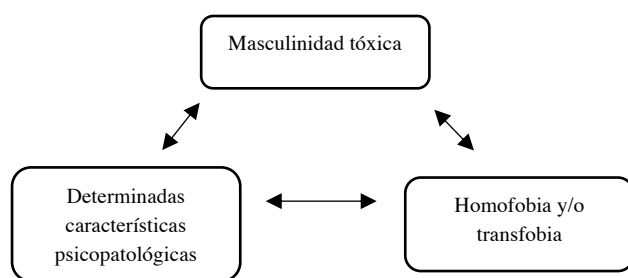 Masculinidad tóxica
Determinadas
características
psicopatológicas
Homofobia y/o
transfobia